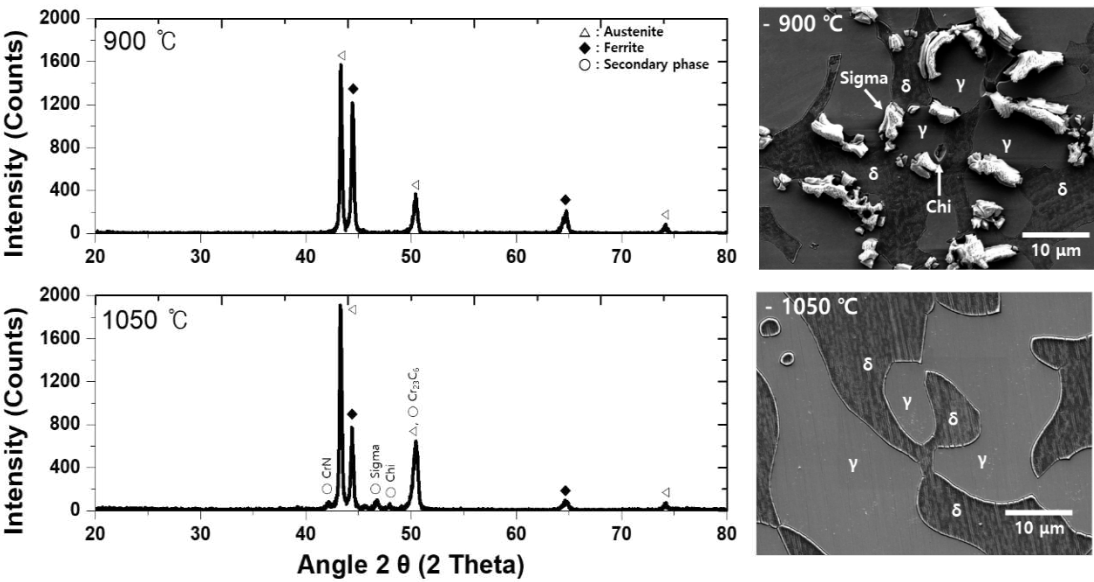 900 ℃
△ : Austenite
◆ : Ferrite
○ : Secondary phase
Intensity (Counts)
2000
1600
1200
800
400
0
20 30 40 50 60 70 80
- 900 ℃
Sigma
δ
γ
γ
γ
δ
δ
Chi
10 μm
1050 ℃
Intensity (Counts)
2000
1600
1200
800
400
0
○ CrN
○ Sigma
○ Chi
△, ○ Cr₂₃C₆
20 30 40 50 60 70 80
Angle 2 θ (2 Theta)
- 1050 ℃
δ
γ
δ
γ
γ
δ
10 μm